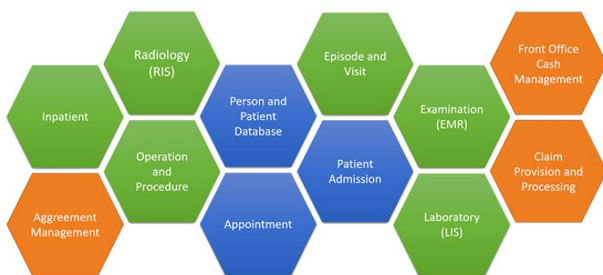 Radiology
(RIS)
Episode and
Visit
Front Office
Cash
Management
Inpatient
Person and
Patient
Database
Examination
(EMR)
Operation
and
Procedure
Patient
Admission
Claim
Provision and
Processing
Aggreement
Management
Appointment
Laboratory
(LIS)